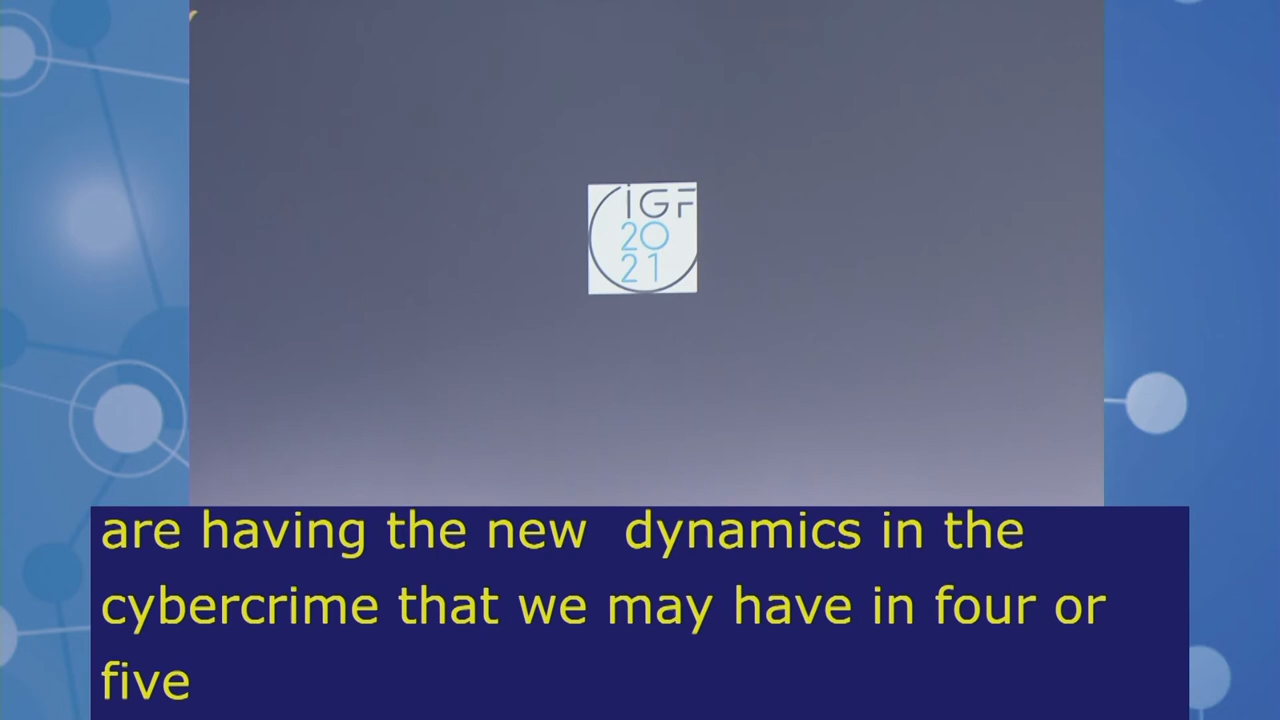 iGF
20
21
are having the new  dynamics in the
cybercrime that we may have in four or
five